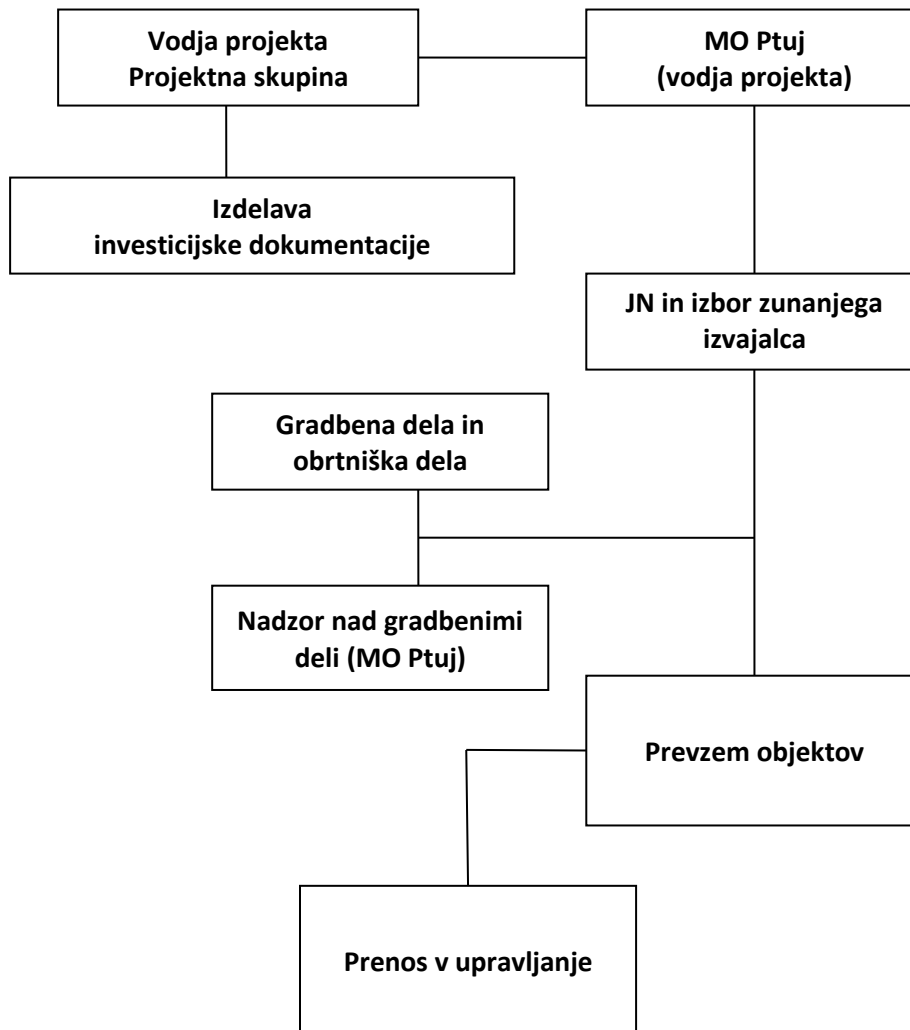 Vodja projekta
Projektna skupina
MO Ptuj
(vodja projekta)
Izdelava
investicijske dokumentacije
JN in izbor zunanjega
izvajalca
Gradbena dela in
obrtniška dela
Nadzor nad gradbenimi
deli (MO Ptuj)
Prevzem objektov
Prenos v upravljanje